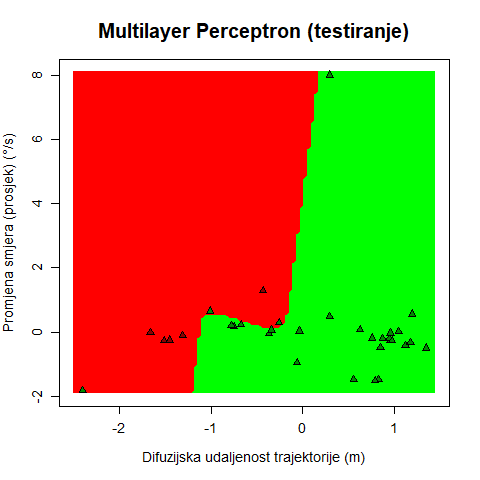 Multilayer Perceptron (testiranje)
Promjena smjera (prosjek) (°/s)
8
6
4
2
0
-2
-2 -1 0 1
Difuzijska udaljenost trajektorije (m)